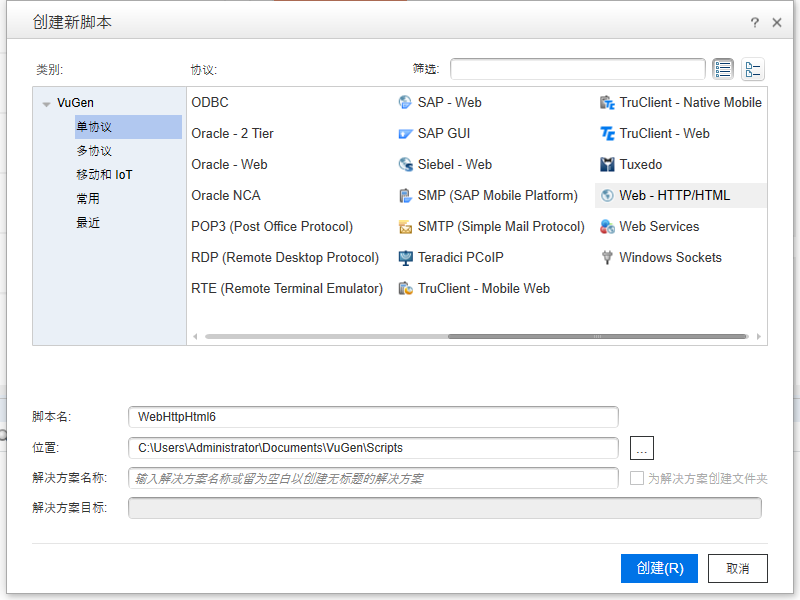 创建新脚本
? ×
类别:
协议:
筛选:
VuGen
单协议
多协议
移动和 IoT
常用
最近
ODBC
Oracle - 2 Tier
Oracle - Web
Oracle NCA
POP3 (Post Office Protocol)
RDP (Remote Desktop Protocol)
RTE (Remote Terminal Emulator)
SAP - Web
SAP GUI
Siebel - Web
SMP (SAP Mobile Platform)
SMTP (Simple Mail Protocol)
Teradici PCoIP
TruClient - Mobile Web
TruClient - Native Mobile
TruClient - Web
Tuxedo
Web - HTTP/HTML
Web Services
Windows Sockets
脚本名:
WebHttpHtml6
位置:
C:\Users\Administrator\Documents\VuGen\Scripts
...
解决方案名称:
输入解决方案名称或留为空白以创建无标题的解决方案
为解决方案创建文件夹
解决方案目标:
创建(R)
取消